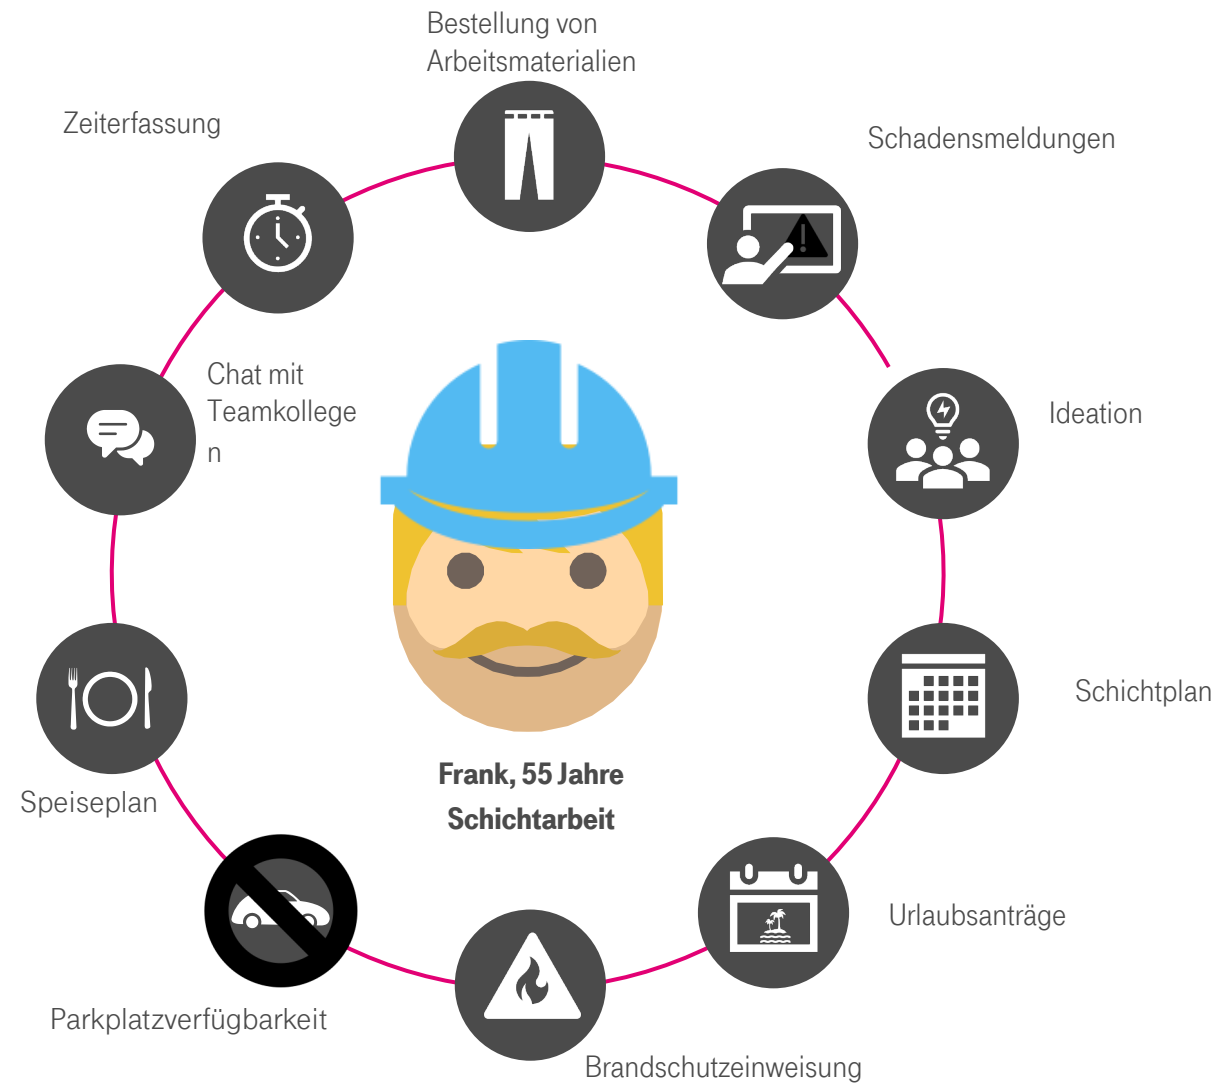 Bestellung von
Arbeitsmaterialien
Zeiterfassung
Schadensmeldungen
Chat mit
Teamkollege
n
Ideation
Schichtplan
Frank, 55 Jahre
Schichtarbeit
Speiseplan
Urlaubsanträge
Parkplatzverfügbarkeit
Brandschutzeinweisung